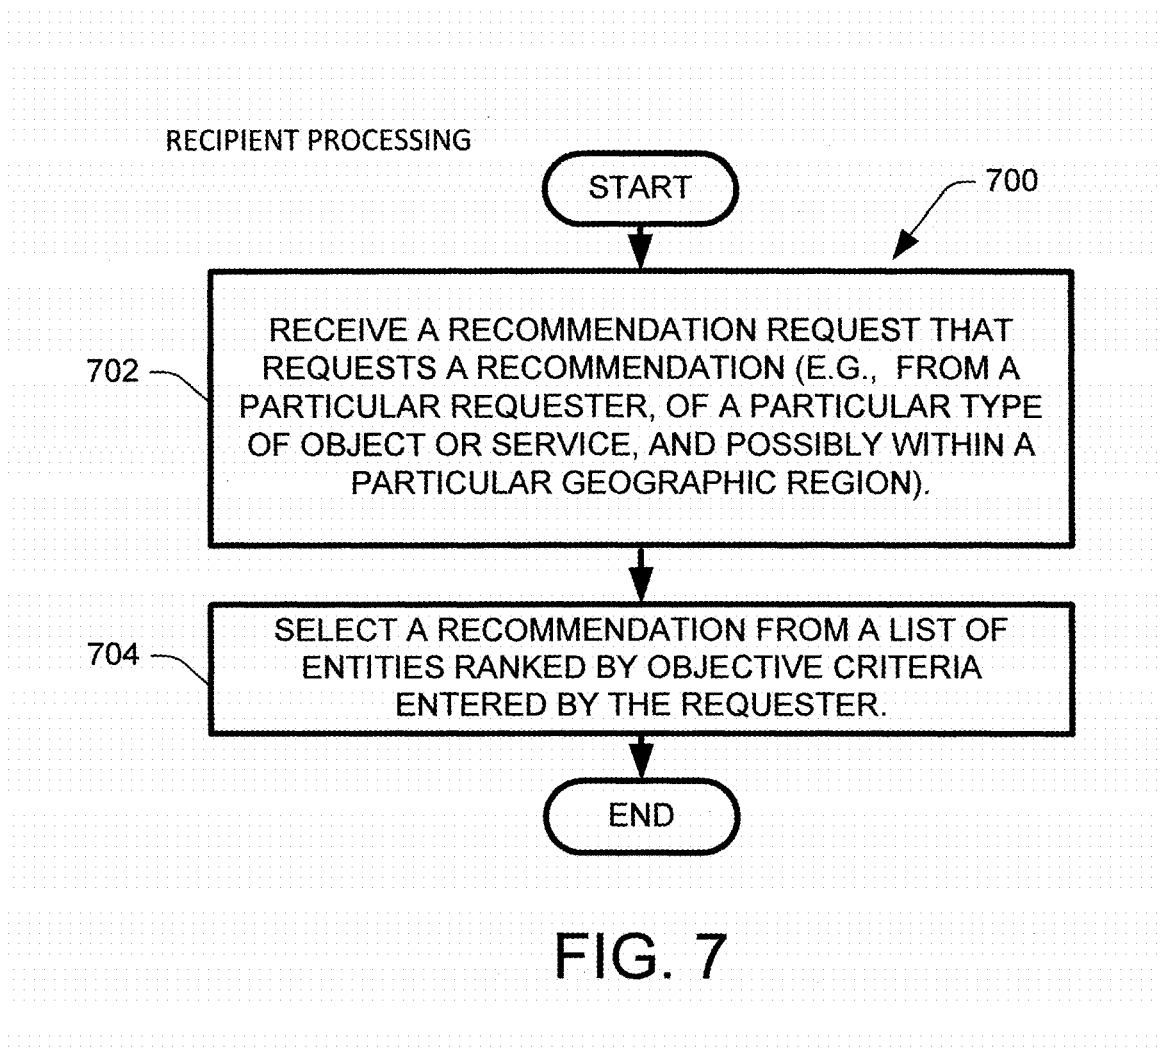 RECIPIENT PROCESSING
START
700
702
RECEIVE A RECOMMENDATION REQUEST THAT
REQUESTS A RECOMMENDATION (E.G., FROM A
PARTICULAR REQUESTER, OF A PARTICULAR TYPE
OF OBJECT OR SERVICE, AND POSSIBLY WITHIN A
PARTICULAR GEOGRAPHIC REGION).
704
SELECT A RECOMMENDATION FROM A LIST OF
ENTITIES RANKED BY OBJECTIVE CRITERIA
ENTERED BY THE REQUESTER.
END
FIG. 7